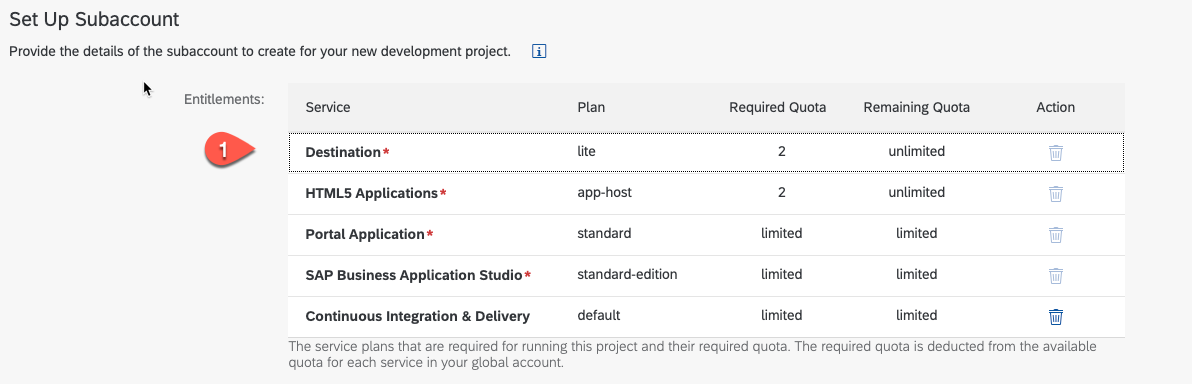 Set Up Subaccount
Provide the details of the subaccount to create for your new development project. i
Entitlements: Service Plan Required Quota Remaining Quota Action
1 Destination* lite 2 unlimited
HTML5 Applications* app-host 2 unlimited
Portal Application* standard limited limited
SAP Business Application Studio* standard-edition limited limited
Continuous Integration & Delivery default limited limited
The service plans that are required for running this project and their required quota. The required quota is deducted from the available
quota for each service in your global account.